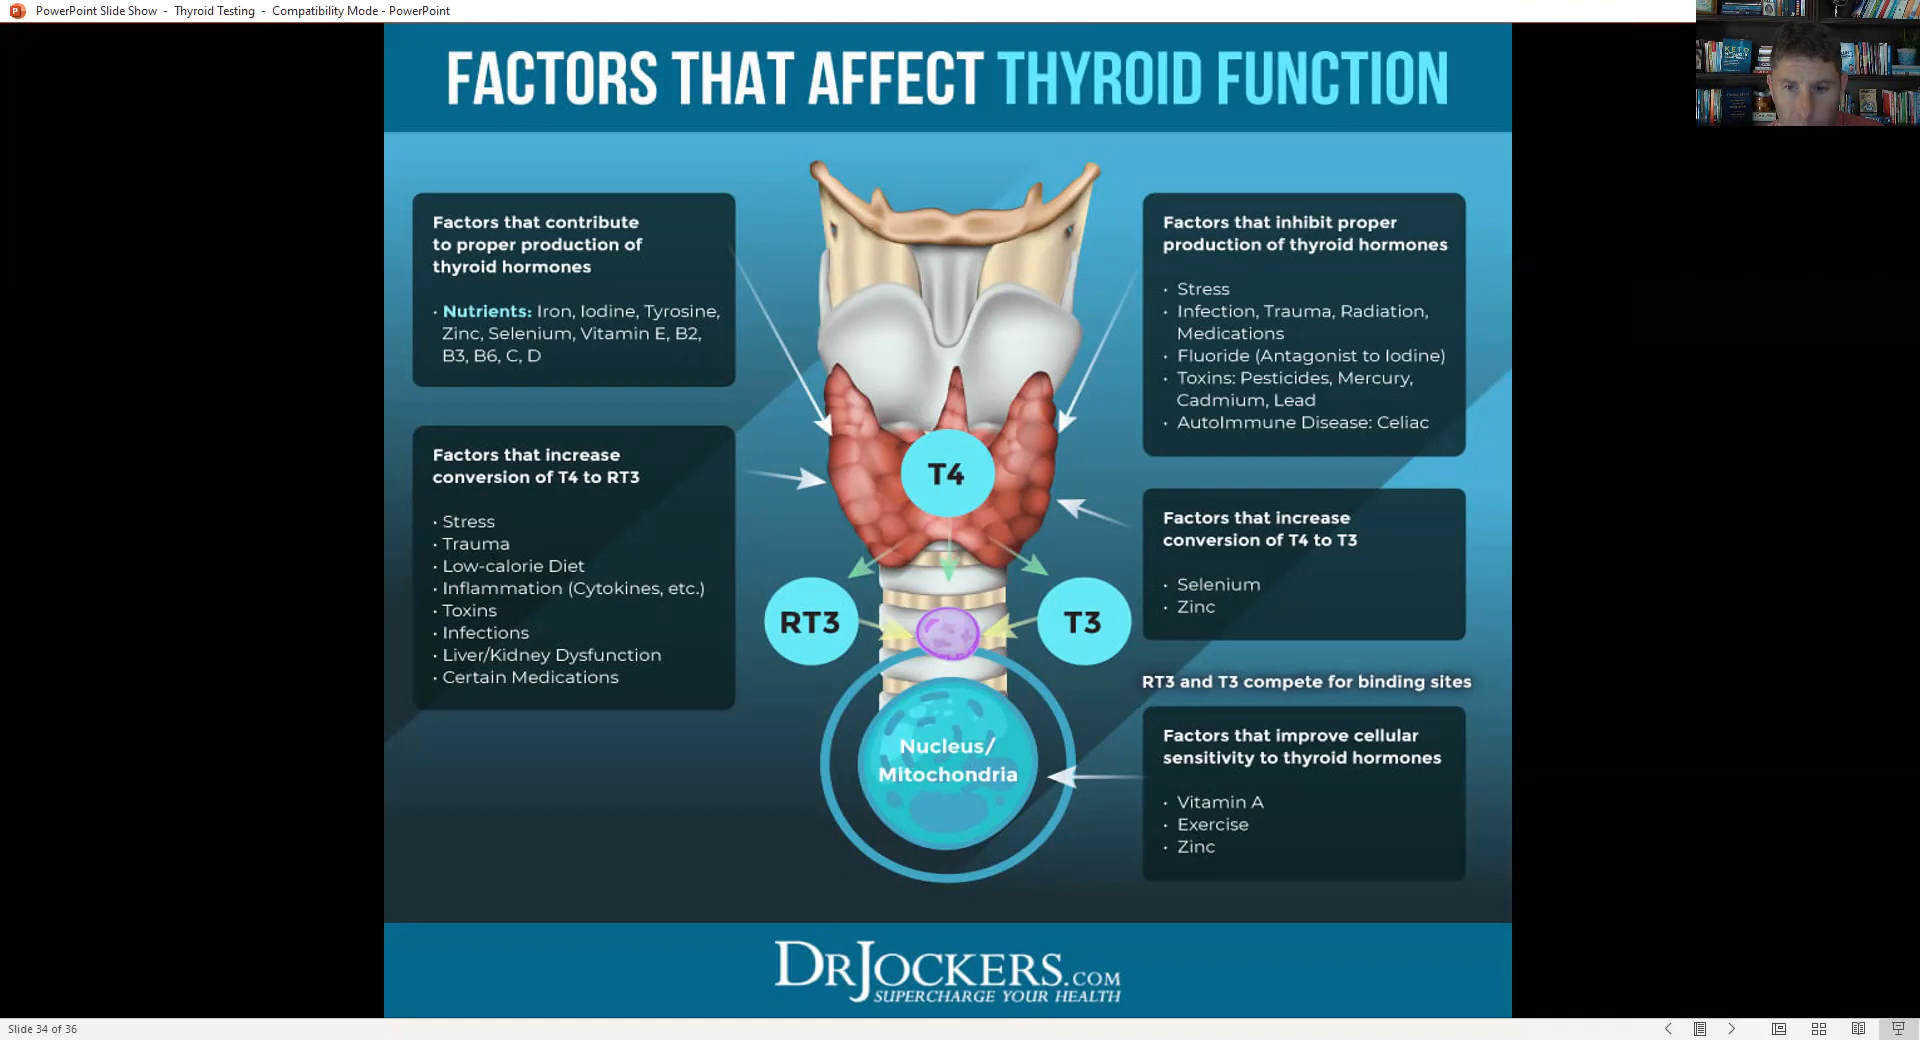 PowerPoint Slide Show - Thyroid Testing - Compatibility Mode - PowerPoint
FACTORS THAT AFFECT THYROID FUNCTION
Factors that contribute
to proper production of
thyroid hormones
• Nutrients: Iron, Iodine, Tyrosine,
Zinc, Selenium, Vitamin E, B2,
B3, B6, C, D
Factors that increase
conversion of T4 to RT3
• Stress
• Trauma
• Low-calorie Diet
• Inflammation (Cytokines, etc.)
• Toxins
• Infections
• Liver/Kidney Dysfunction
• Certain Medications
T4
RT3
T3
Nucleus/
Mitochondria
Factors that inhibit proper
production of thyroid hormones
• Stress
• Infection, Trauma, Radiation,
Medications
• Fluoride (Antagonist to Iodine)
• Toxins: Pesticides, Mercury,
Cadmium, Lead
• AutoImmune Disease: Celiac
Factors that increase
conversion of T4 to T3
• Selenium
• Zinc
RT3 and T3 compete for binding sites
Factors that improve cellular
sensitivity to thyroid hormones
• Vitamin A
• Exercise
• Zinc
DRJOCKERS.COM
SUPERCHARGE YOUR HEALTH
Slide 34 of 36
KETO